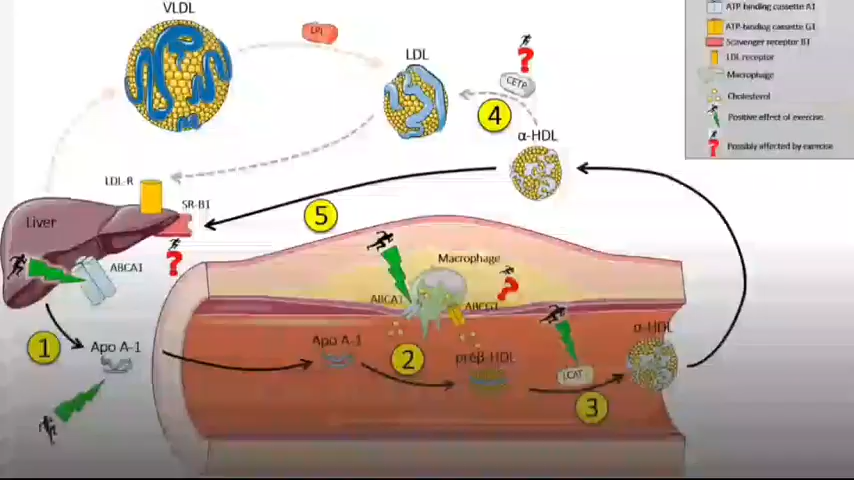 VLDL
LPL
LDL
CETP
4
α-HDL
LDL-R
SR-B1
5
Liver
?
ABCA1
Macrophage
ABCA1
ABCG1
?
1
Apo A-1
Apo A-1
2
preβ-HDL
LCAT
3
α-HDL
?
ATP binding cassette A1
ATP-binding cassette G1
Scavenger receptor B1
LDL receptor
Macrophage
Cholesterol
Positive effect of exercise
? Possibly affected by exercise